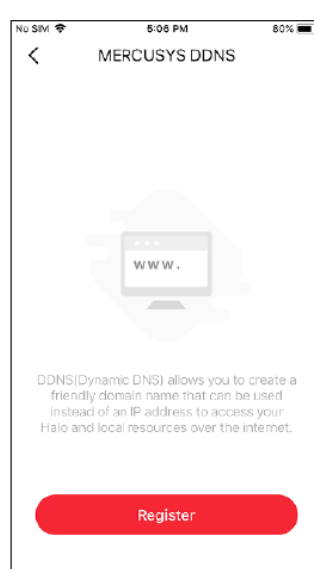 No SIM 5:06 PM 80%
MERCUSYS DDNS
www.
DDNS(Dynamic DNS) allows you to create a
friendly domain name that can be used
instead of an IP address to access your
Halo and local resources over the internet.
Register